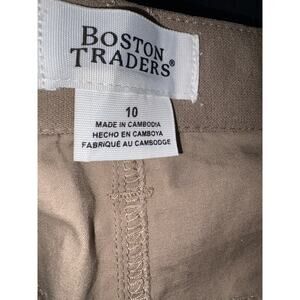 BOSTON
TRADERS®
10
MADE IN CAMBODIA
HECHO EN CAMBOYA
FABRIQUÉ AU CAMBODGE